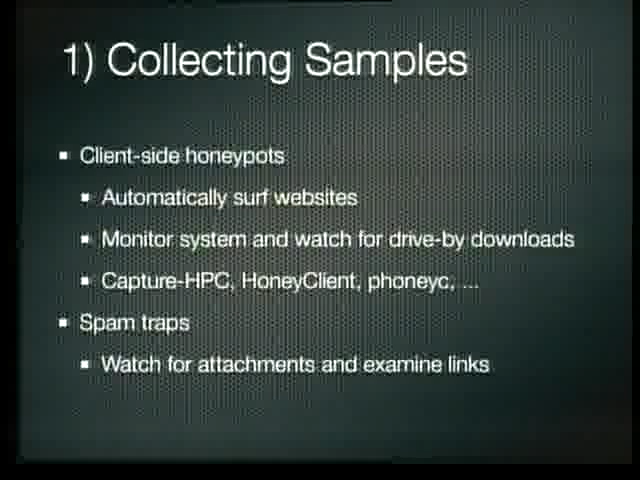 1) Collecting Samples
Client-side honeypots
Automatically surf websites
Monitor system and watch for drive-by downloads
Capture-HPC, HoneyClient, phoneyc, ...
Spam traps
Watch for attachments and examine links